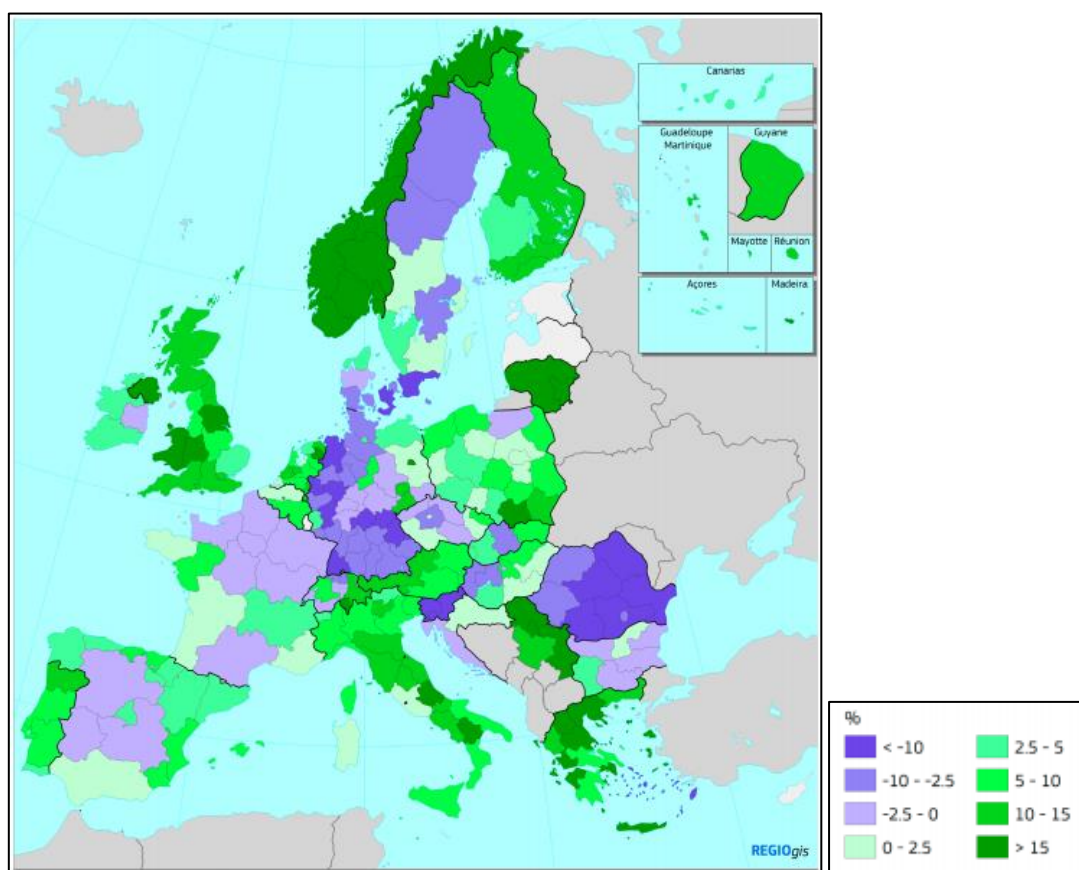 Canarias
Guadeloupe
Martinique
Guyane
Mayotte
Réunion
Açores
Madeira
REGIOgis
%
< -10
-10 - -2.5
-2.5 - 0
0 - 2.5
2.5 - 5
5 - 10
10 - 15
> 15